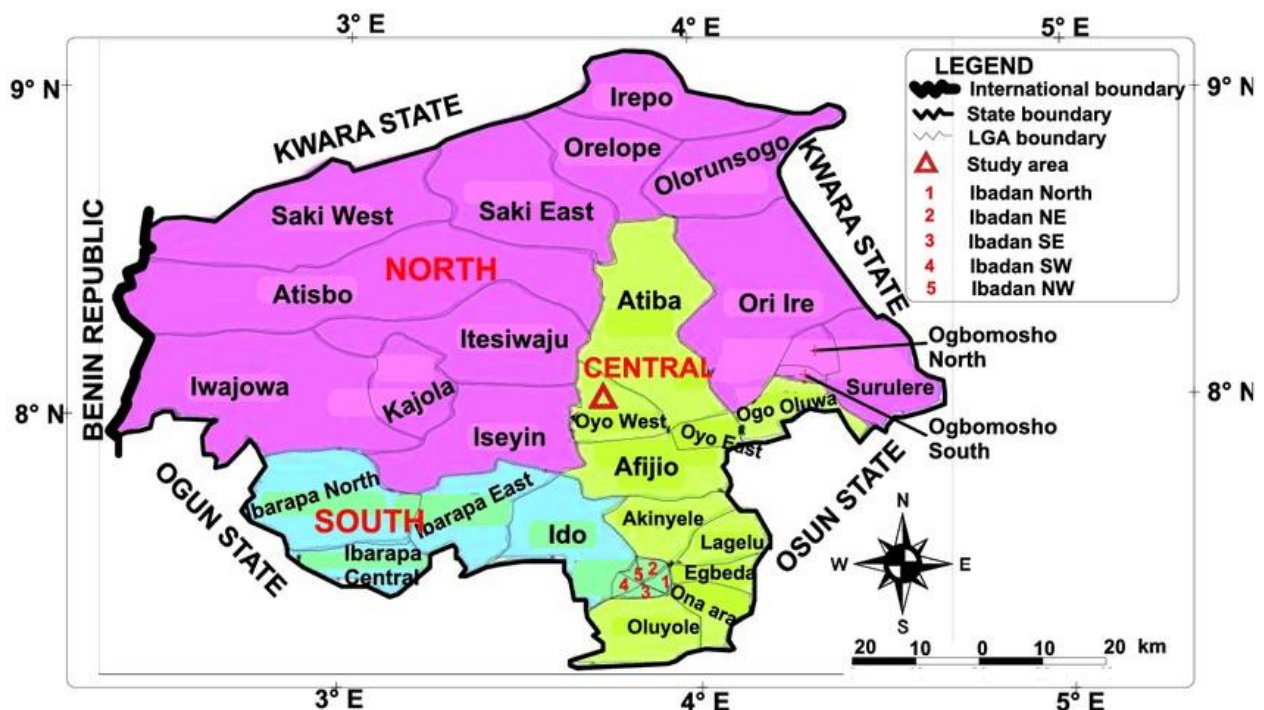 3° E 4° E 5° E
9° N
9° N
LEGEND
International boundary
State boundary
LGA boundary
Study area
1 Ibadan North
2 Ibadan NE
3 Ibadan SE
4 Ibadan SW
5 Ibadan NW
KWARA STATE
KWARA STATE
BENIN REPUBLIC
Irepo
Orelope
Olorunsogo
Saki West
Saki East
NORTH
Atisbo
Atiba
Ori Ire
Itesiwaju
Ogbomosho
North
CENTRAL
Iwajowa
Kajola
Surulere
8° N
8° N
Ogo Oluwa
Oyo West
Oyo East
Iseyin
Ogbomosho
South
Afijio
OGUN STATE
OSUN STATE
Ibarapa North
Ibarapa East
SOUTH
Ido
Akinyele
Lagelu
Ibarapa
Central
Egbeda
5 2
4 1
3
Ona ara
Oluyole
N
W E
S
20 10 0 10 20 km
3° E 4° E 5° E